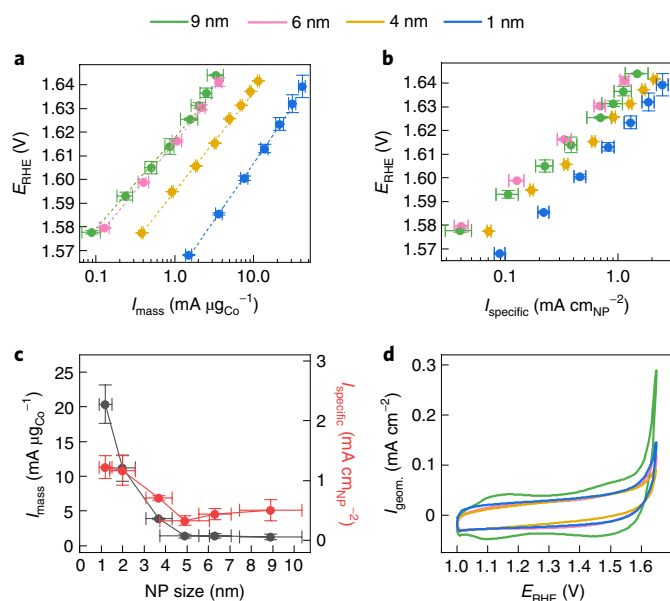 9 nm 6 nm 4 nm 1 nm
a
1.64
1.63
1.62
1.61
1.60
1.59
1.58
1.57
E_RHE (V)
0.1 1.0 10.0
I_mass (mA μg_Co⁻¹)
b
1.64
1.63
1.62
1.61
1.60
1.59
1.58
1.57
E_RHE (V)
0.1 1.0
I_specific (mA cm_NP⁻²)
c
25
20
15
10
5
0
I_mass (mA μg_Co⁻¹)
3
2
1
0
I_specific (mA cm_NP⁻²)
0 1 2 3 4 5 6 7 8 9 10
NP size (nm)
d
0.3
0.2
0.1
0
I_geom. (mA cm⁻²)
1.0 1.1 1.2 1.3 1.4 1.5 1.6 1.7
E_RHE (V)